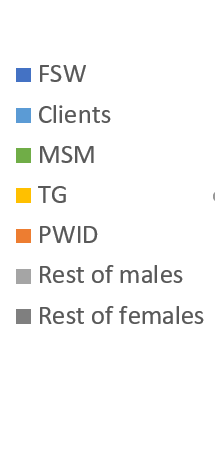 FSW
Clients
MSM
TG
PWID
Rest of males
Rest of females